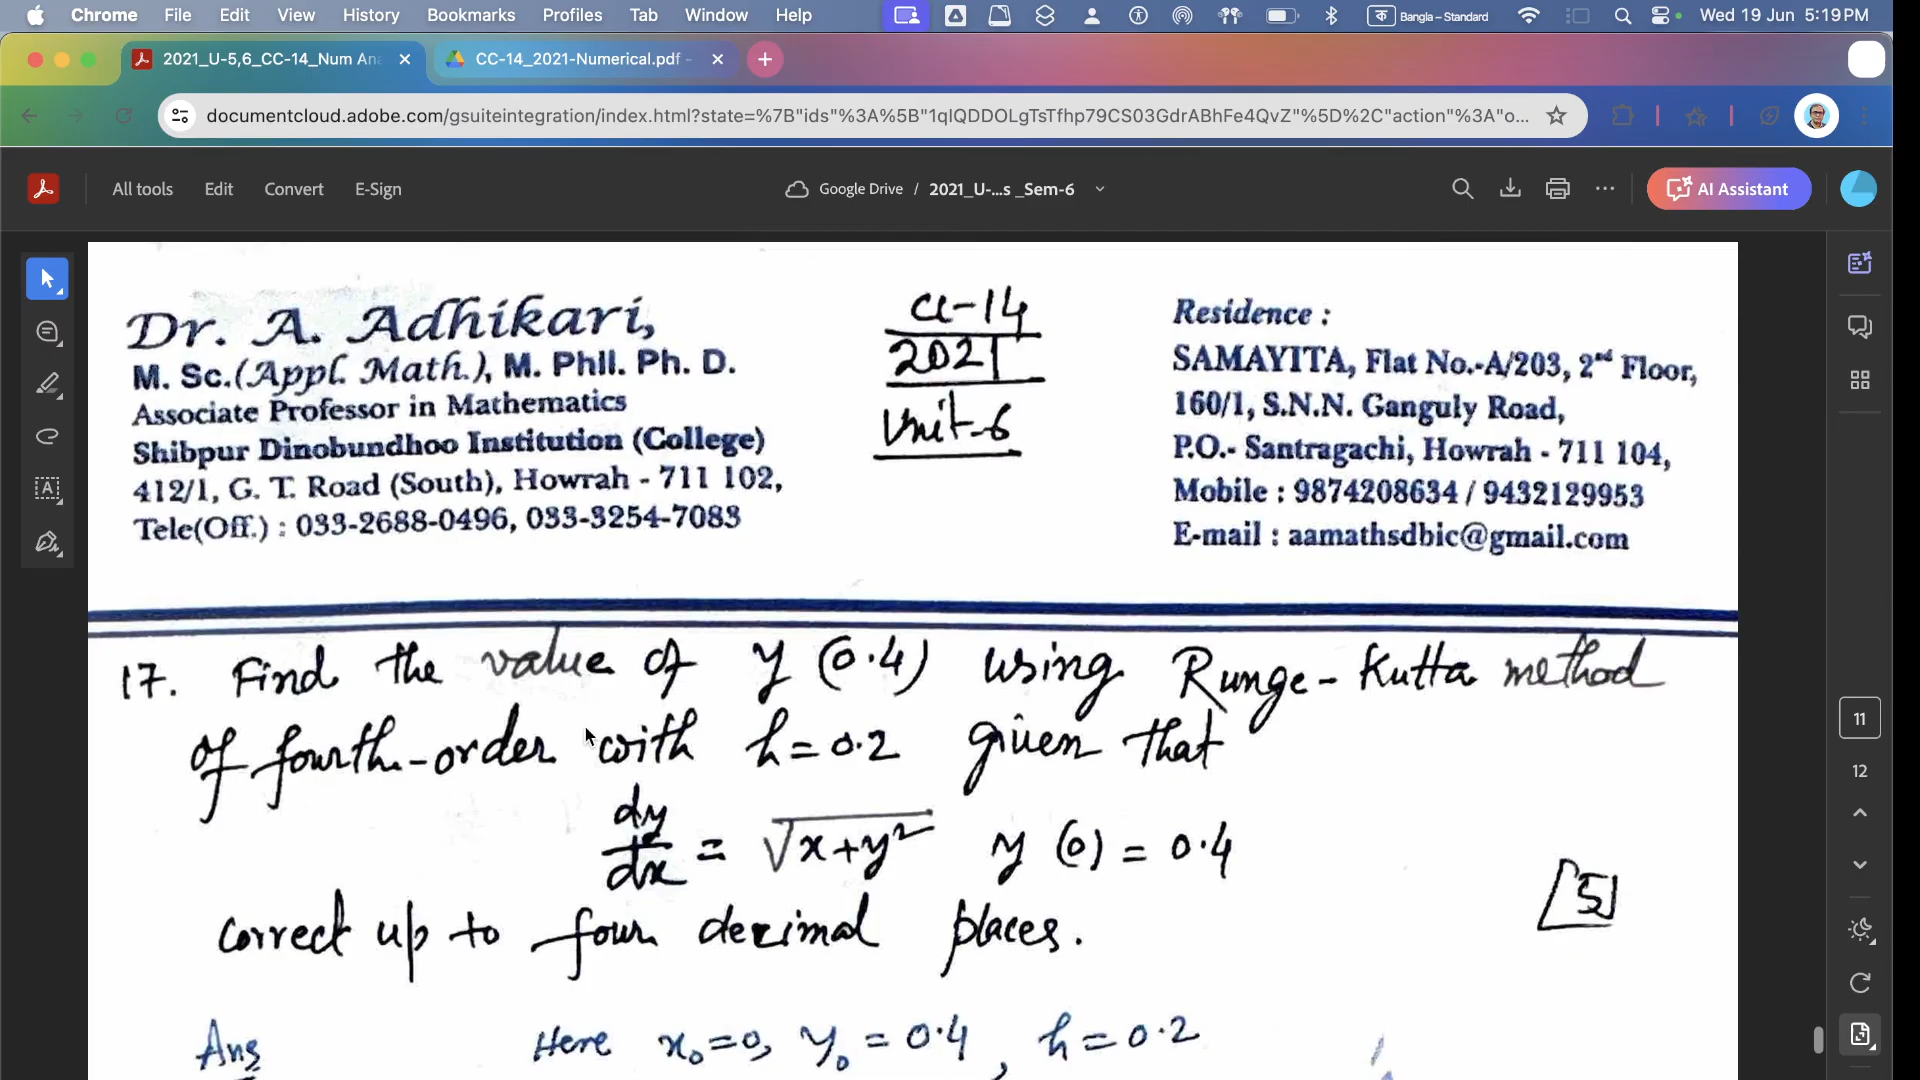 Chrome File Edit View History Bookmarks Profiles Tab Window Help Bangla – Standard Wed 19 Jun 5:19 PM
2021_U-5,6_CC-14_Num Ana CC-14_2021-Numerical.pdf -
documentcloud.adobe.com/gsuiteintegration/index.html?state=%7B"ids"%3A%5B"1qIQDDOLgTsTfhp79CS03GdrABhFe4QvZ"%5D%2C"action"%3A"o...
All tools Edit Convert E-Sign Google Drive / 2021_U-...s _Sem-6 AI Assistant
Dr. A. Adhikari,
M. Sc.(Appl. Math.), M. Phil. Ph. D.
Associate Professor in Mathematics
Shibpur Dinobundhoo Institution (College)
412/1, G. T. Road (South), Howrah - 711 102,
Tele(Off.) : 033-2688-0496, 033-3254-7083
CC-14
2021
Unit-6
Residence :
SAMAYITA, Flat No.-A/203, 2nd Floor,
160/1, S.N.N. Ganguly Road,
P.O.- Santragachi, Howrah - 711 104,
Mobile : 9874208634 / 9432129953
E-mail : aamathsdbic@gmail.com
17. Find the value of y (0.4) using Runge-Kutta method
of fourth-order with h = 0.2 given that
dy/dx = √x+y² y (0) = 0.4
correct up to four decimal places. [5]
Ans Here x₀=0, y₀ = 0.4, h = 0.2
11
12